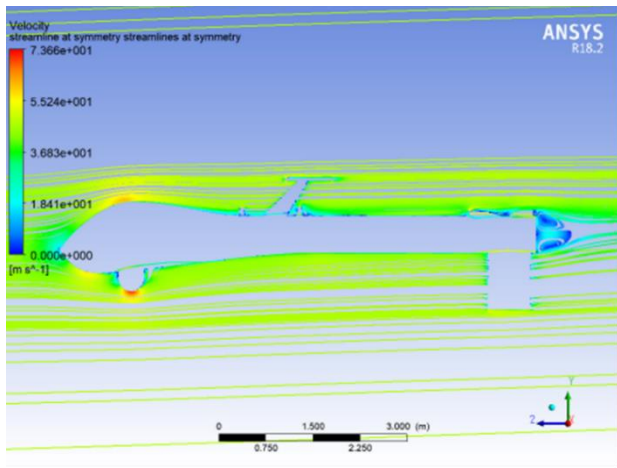 Velocity
streamline at symmetry streamlines at symmetry
7.366e+001
5.524e+001
3.683e+001
1.841e+001
0.000e+000
[m s^-1]
ANSYS
R18.2
0 1.500 3.000 (m)
0.750 2.250
Y
Z